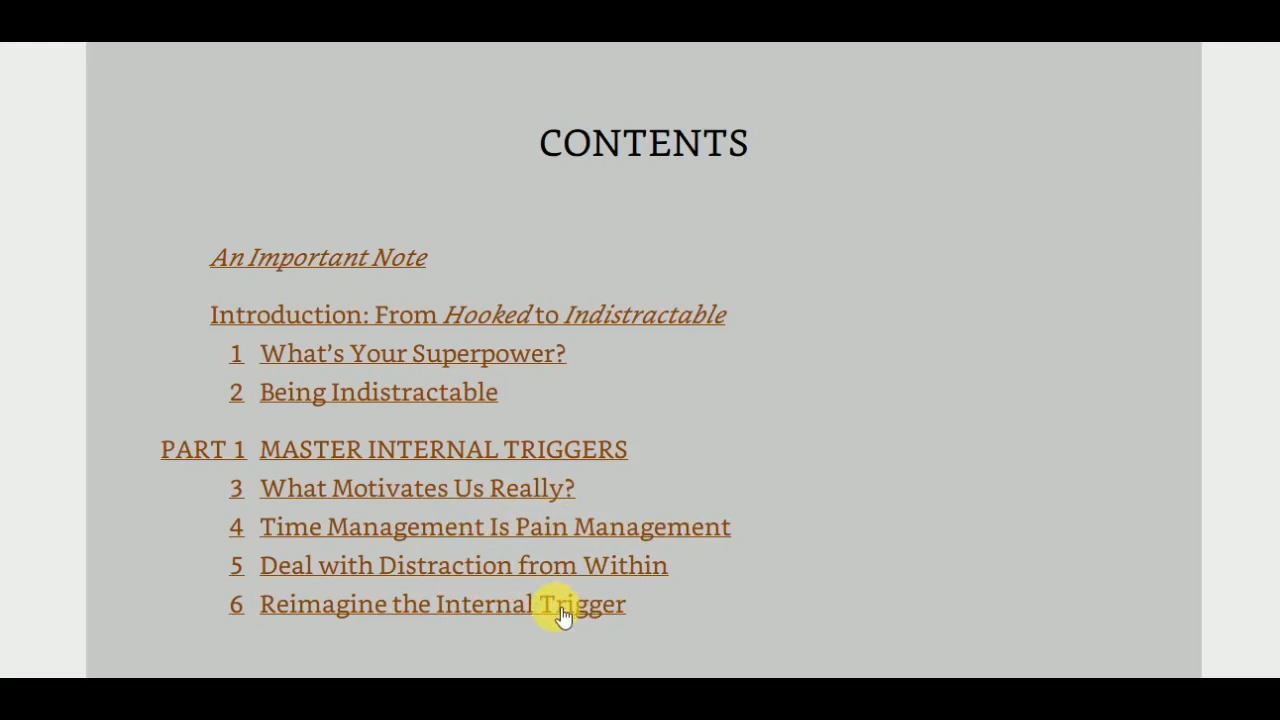 CONTENTS
An Important Note
Introduction: From Hooked to Indistractable
1 What’s Your Superpower?
2 Being Indistractable
PART 1 MASTER INTERNAL TRIGGERS
3 What Motivates Us Really?
4 Time Management Is Pain Management
5 Deal with Distraction from Within
6 Reimagine the Internal Trigger